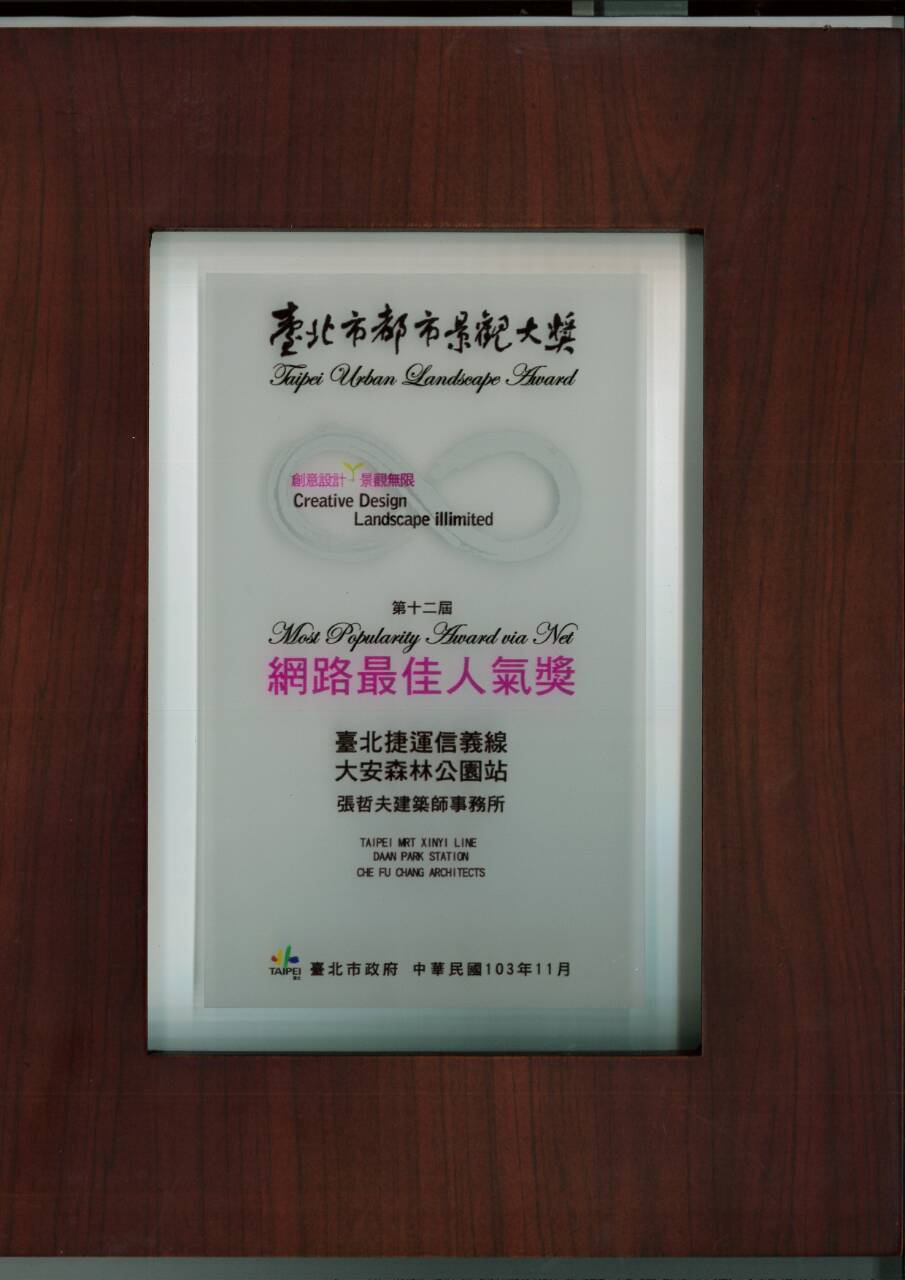 臺北市都市景觀大獎
Taipei Urban Landscape Award
創意設計 景觀無限
Creative Design
Landscape illimited
第十二屆
Most Popularity Award via Net
網路最佳人氣獎
臺北捷運信義線
大安森林公園站
張哲夫建築師事務所
TAIPEI MRT XINYI LINE
DAAN PARK STATION
CHE FU CHANG ARCHITECTS
TAIPEI 臺北市政府 中華民國103年11月